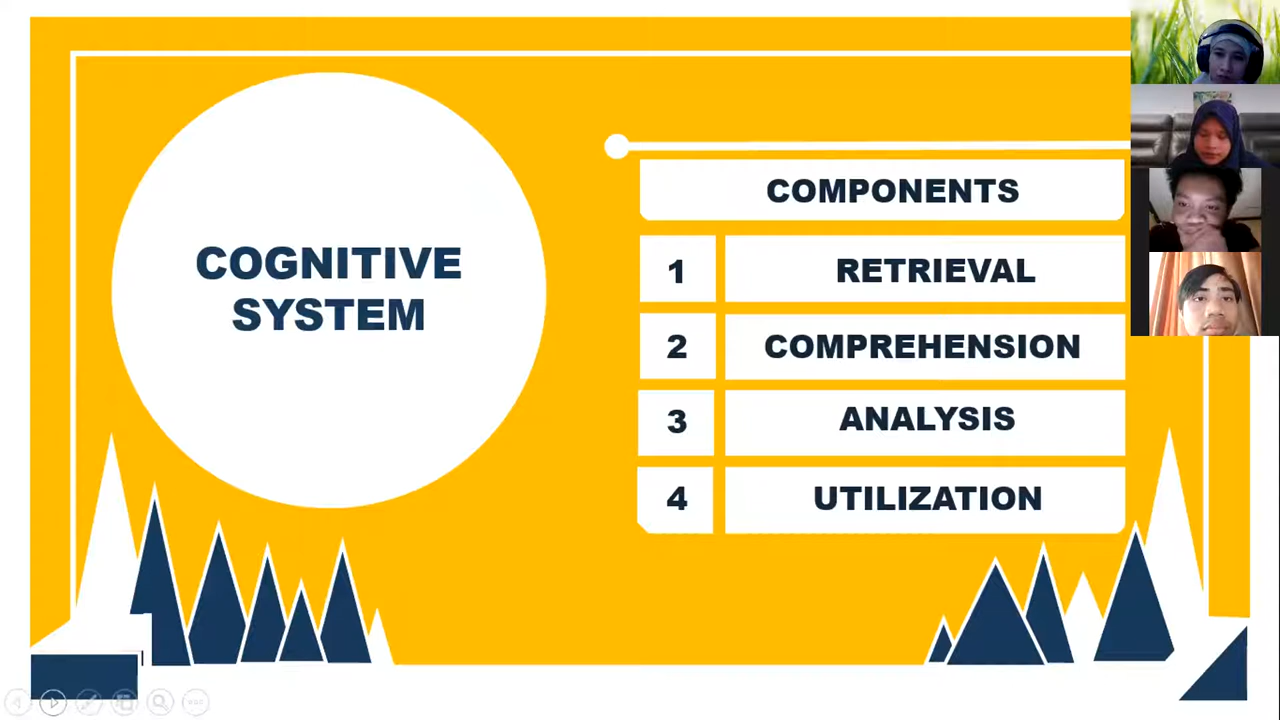 COGNITIVE
SYSTEM
COMPONENTS
1 RETRIEVAL
2 COMPREHENSION
3 ANALYSIS
4 UTILIZATION